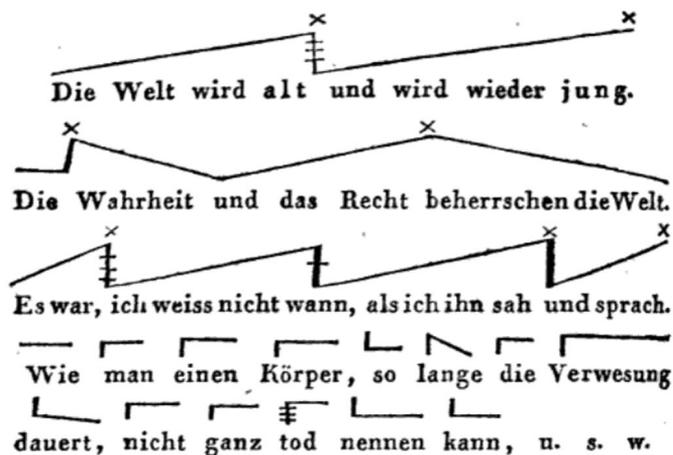 Die Welt wird alt und wird wieder jung.
Die Wahrheit und das Recht beherrschen die Welt.
Es war, ich weiss nicht wann, als ich ihn sah und sprach.
Wie man einen Körper, so lange die Verwesung
dauert, nicht ganz tod nennen kann, u. s. w.